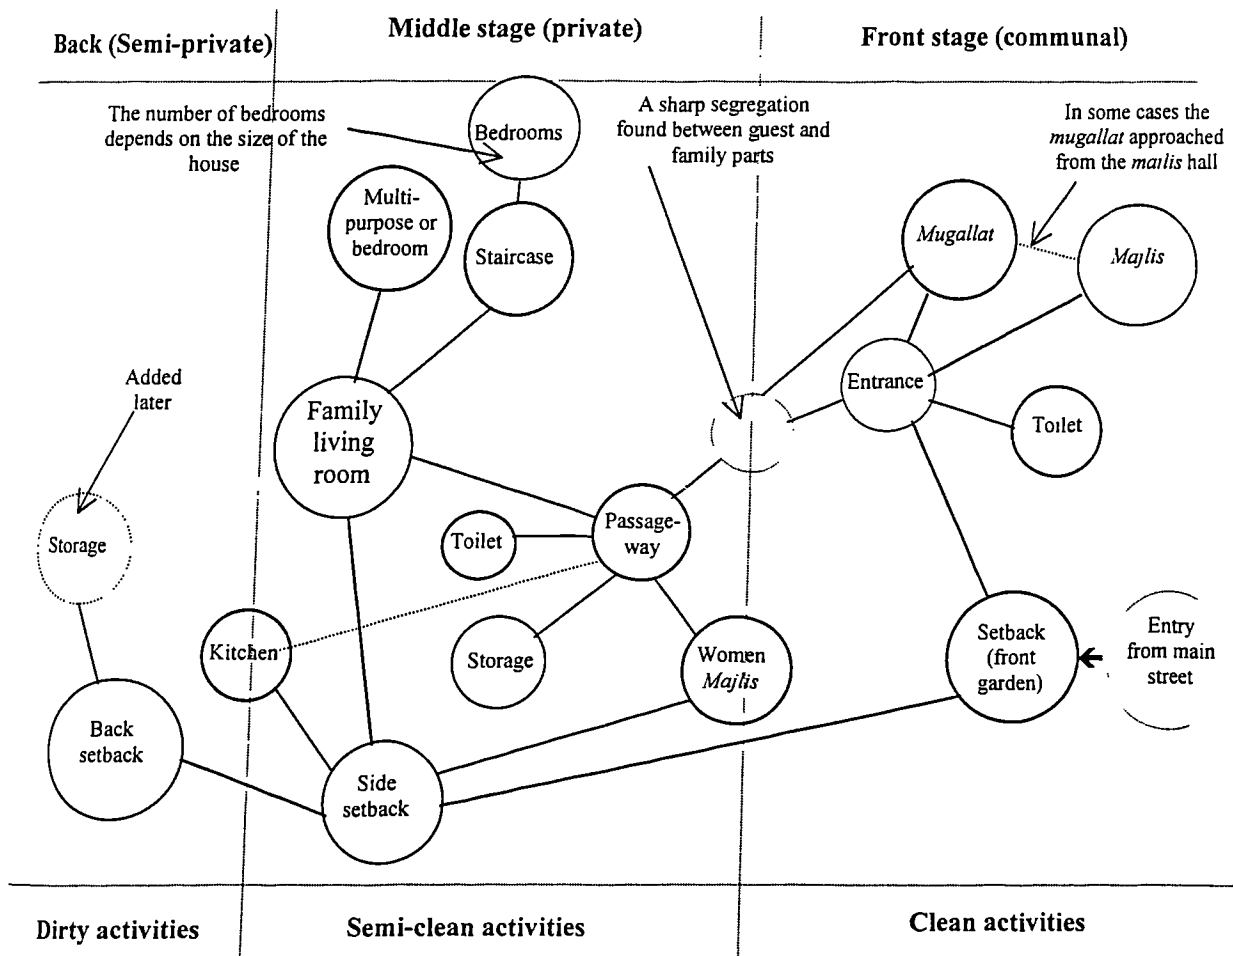 Back (Semi-private)
Middle stage (private)
Front stage (communal)
The number of bedrooms
depends on the size of the
house
Bedrooms
A sharp segregation
found between guest and
family parts
In some cases the
mugallat approached
from the mailis hall
Multi-
purpose or
bedroom
Staircase
Mugallat
Majlis
Added
later
Family
living
room
Entrance
Toilet
Storage
Toilet
Passage-
way
Kitchen
Storage
Women
Majlis
Setback
(front
garden)
Entry
from main
street
Back
setback
Side
setback
Dirty activities
Semi-clean activities
Clean activities